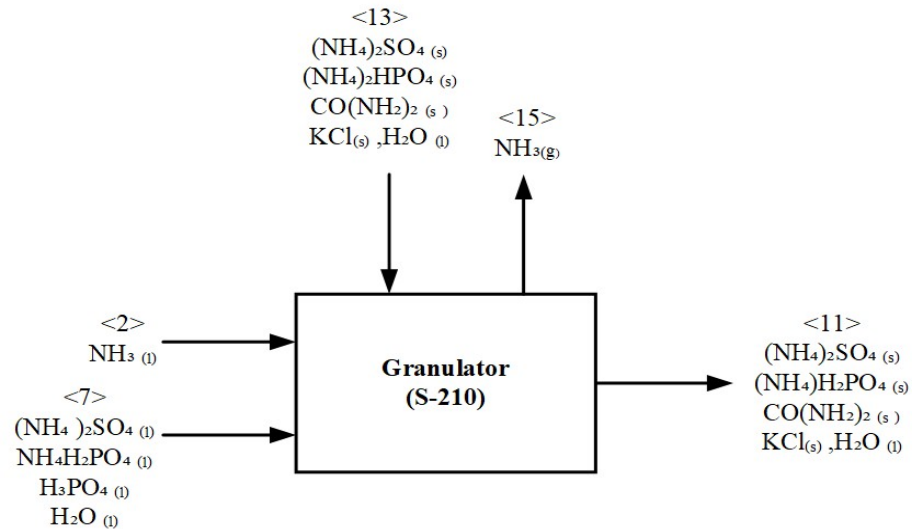 <13>
(NH₄)₂SO₄ (s)
(NH₄)₂HPO₄ (s)
CO(NH₂)₂ (s )
KCl(s) ,H₂O (l)
<15>
NH₃(g)
<2>
NH₃ (l)
<7>
(NH₄ )₂SO₄ (l)
NH₄H₂PO₄ (l)
H₃PO₄ (l)
H₂O (l)
Granulator
(S-210)
<11>
(NH₄)₂SO₄ (s)
(NH₄)H₂PO₄ (s)
CO(NH₂)₂ (s )
KCl(s) ,H₂O (l)